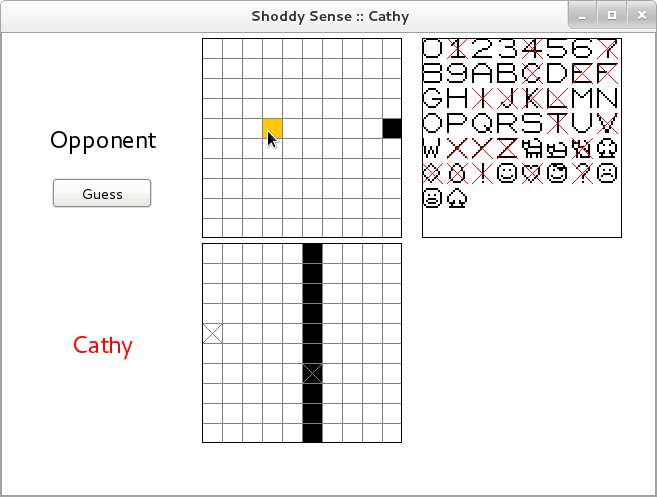 Shoddy Sense :: Cathy
0 1 2 3 4 5 6 7
8 9 A B C D E F
G H I J K L M N
O P Q R S T U V
W X Y Z
! ?
Opponent
Guess
Cathy